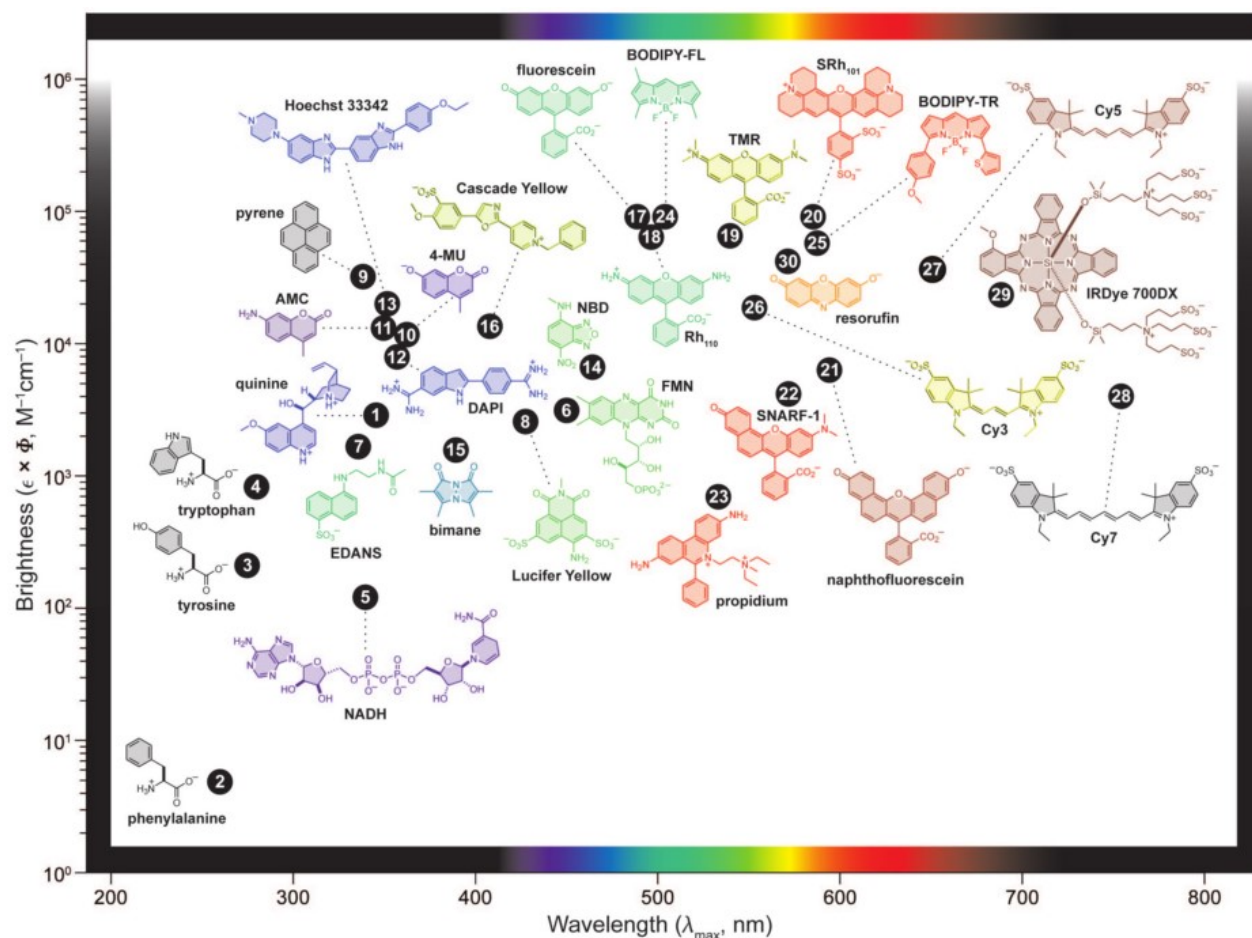 fluorescein
BODIPY-FL
SRh₁₀₁
BODIPY-TR
Cy5
Hoechst 33342
TMR
Cascade Yellow
pyrene
4-MU
AMC
NBD
Rh₁₁₀
resorufin
IRDye 700DX
quinine
DAPI
FMN
SNARF-1
Cy3
tryptophan
EDANS
bimane
Lucifer Yellow
propidium
naphthofluorescein
Cy7
tyrosine
NADH
phenylalanine
1
2
3
4
5
6
7
8
9
10
11
12
13
14
15
16
17
18
19
20
21
22
23
24
25
26
27
28
29
30
Brightness (ϵ × Φ, M⁻¹cm⁻¹)
10⁶
10⁵
10⁴
10³
10²
10¹
10⁰
200 300 400 500 600 700 800
Wavelength (λmax, nm)